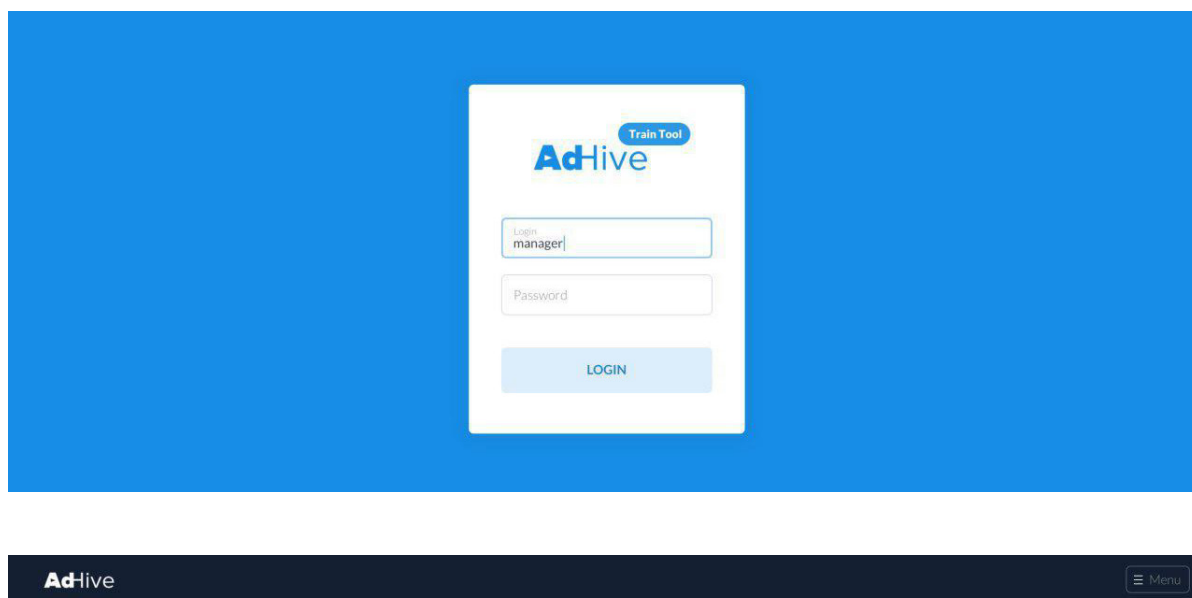 Train Tool
AdHive
Login
manager
Password
LOGIN
AdHive
☰ Menu